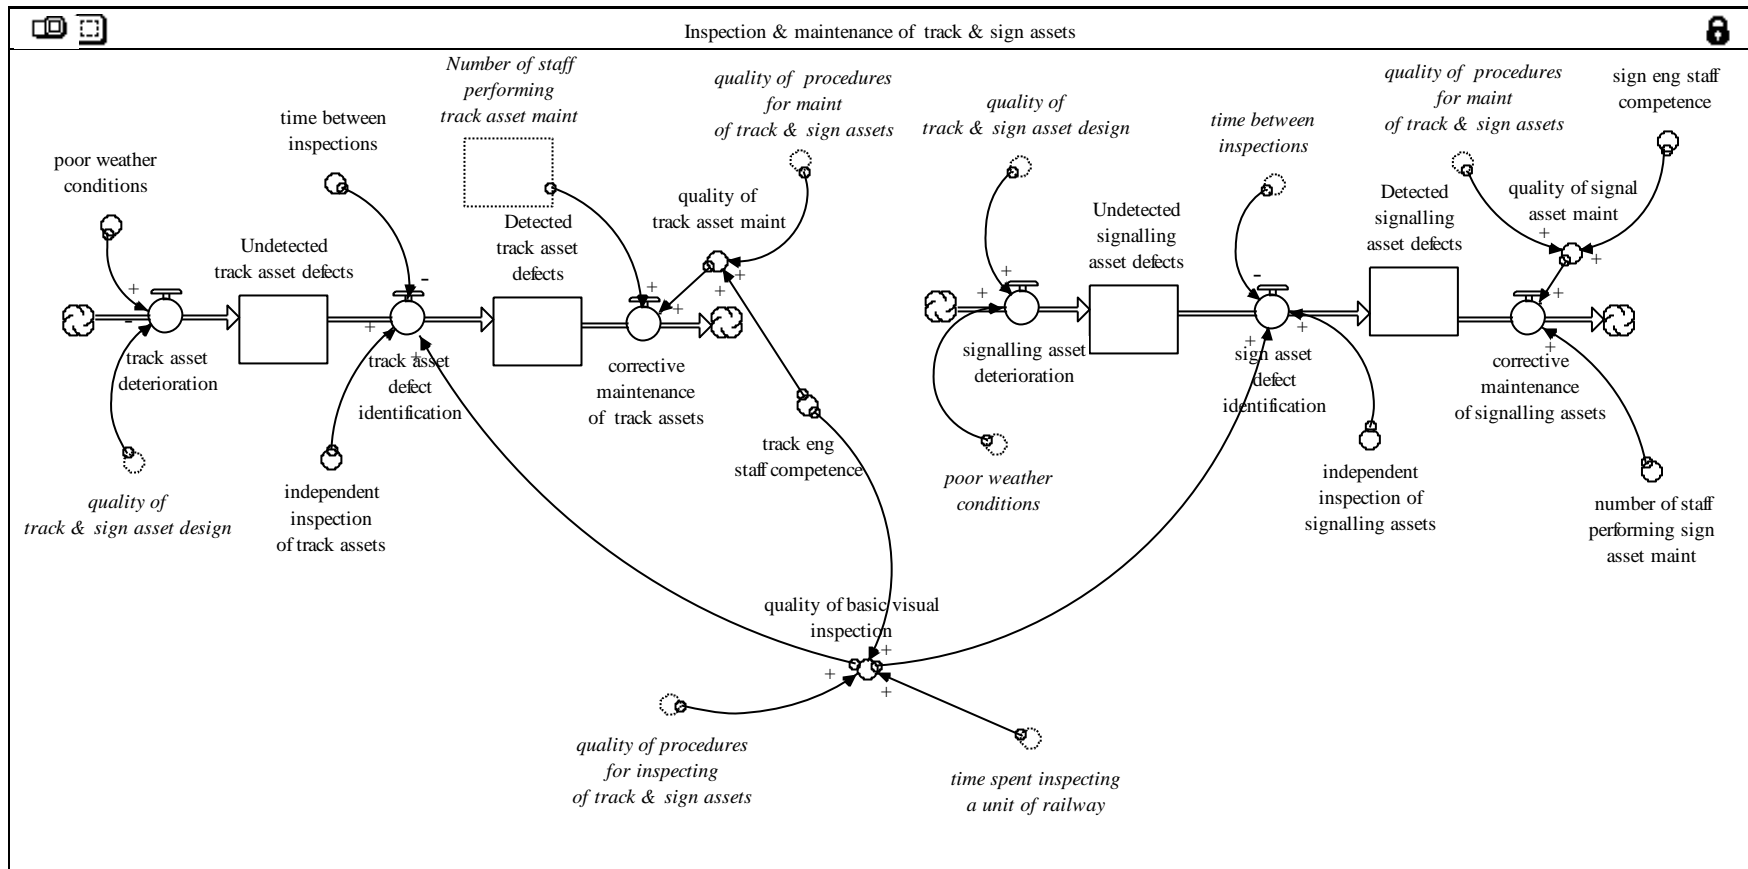 Inspection & maintenance of track & sign assets
Number of staff
performing
track asset maint
quality of procedures
for maint
of track & sign assets
quality of
track & sign asset design
time between
inspections
quality of procedures
for maint
of track & sign assets
sign eng staff
competence
time between
inspections
poor weather
conditions
quality of
track asset maint
Undetected
signalling
asset defects
Detected
signalling
asset defects
quality of signal
asset maint
Undetected
track asset defects
Detected
track asset
defects
+
-
-
+
+
+
+
+
+
+
+
-
+
+
+
+
+
+
track asset
deterioration
track asset
defect
identification
corrective
maintenance
of track assets
signalling asset
deterioration
sign asset
defect
identification
corrective
maintenance
of signalling assets
track eng
staff competence
quality of
track & sign asset design
independent
inspection
of track assets
poor weather
conditions
independent
inspection of
signalling assets
number of staff
performing sign
asset maint
quality of basic visual
inspection
+
+
+
quality of procedures
for inspecting
of track & sign assets
time spent inspecting
a unit of railway